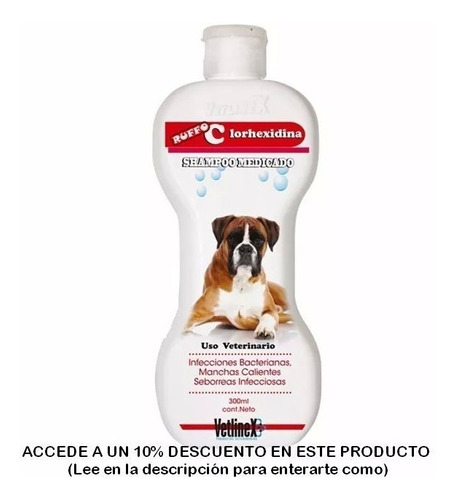 RUFFO Clorhexidina
SHAMPOO MEDICADO
Uso Veterinario
Infecciones Bacterianas,
Manchas Calientes
Seborreas Infecciosas
300ml
cont.Neto
VetlineX
ACCEDE A UN 10% DESCUENTO EN ESTE PRODUCTO
(Lee en la descripción para enterarte como)